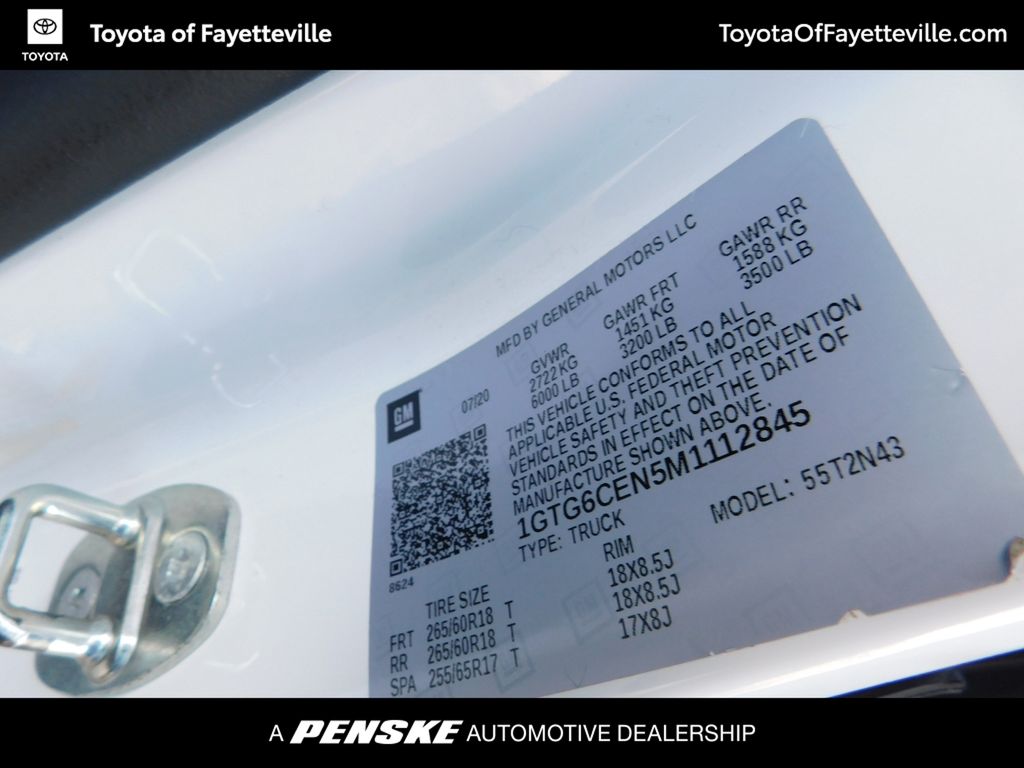 TOYOTA
Toyota of Fayetteville
ToyotaOfFayetteville.com
MFD BY GENERAL MOTORS LLC
GM
07/20
GVWR GAWR FRT GAWR RR
2722 KG 1451 KG 1588 KG
6000 LB 3200 LB 3500 LB
THIS VEHICLE CONFORMS TO ALL
APPLICABLE U.S. FEDERAL MOTOR
VEHICLE SAFETY AND THEFT PREVENTION
STANDARDS IN EFFECT ON THE DATE OF
MANUFACTURE SHOWN ABOVE.
1GTG6CEN5M1112845
TYPE: TRUCK MODEL: 55T2N43
8624
TIRE SIZE RIM
FRT 265/60R18 T 18X8.5J
RR 265/60R18 T 18X8.5J
SPA 255/65R17 T 17X8J
A PENSKE AUTOMOTIVE DEALERSHIP